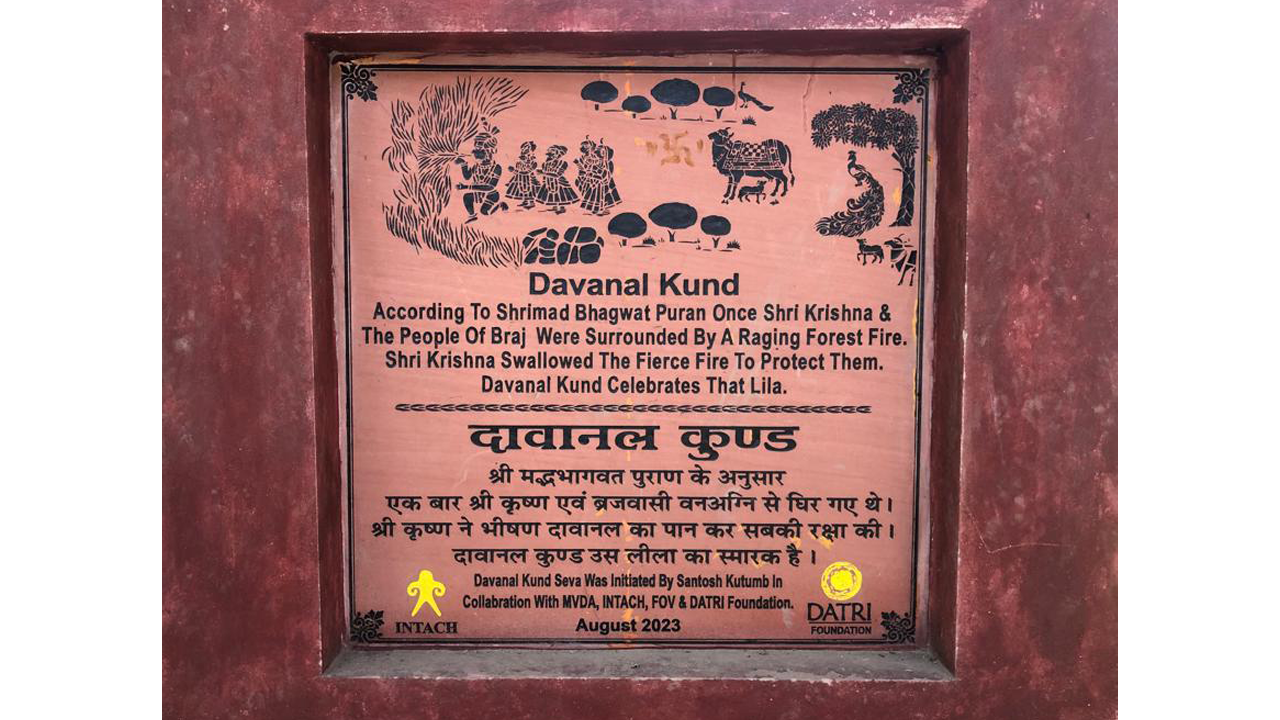 Davanal Kund
According To Shrimad Bhagwat Puran Once Shri Krishna &
The People Of Braj Were Surrounded By A Raging Forest Fire.
Shri Krishna Swallowed The Fierce Fire To Protect Them.
Davanal Kund Celebrates That Lila.
दावानल कुण्ड
श्री मद्भभागवत पुराण के अनुसार
एक बार श्री कृष्ण एवं ब्रजवासी वनअग्नि से घिर गए थे।
श्री कृष्ण ने भीषण दावानल का पान कर सबकी रक्षा की।
दावानल कुण्ड उस लीला का स्मारक है।
Davanal Kund Seva Was Initiated By Santosh Kutumb In
Collabration With MVDA, INTACH, FOV & DATRI Foundation.
August 2023
INTACH
DATRI
FOUNDATION